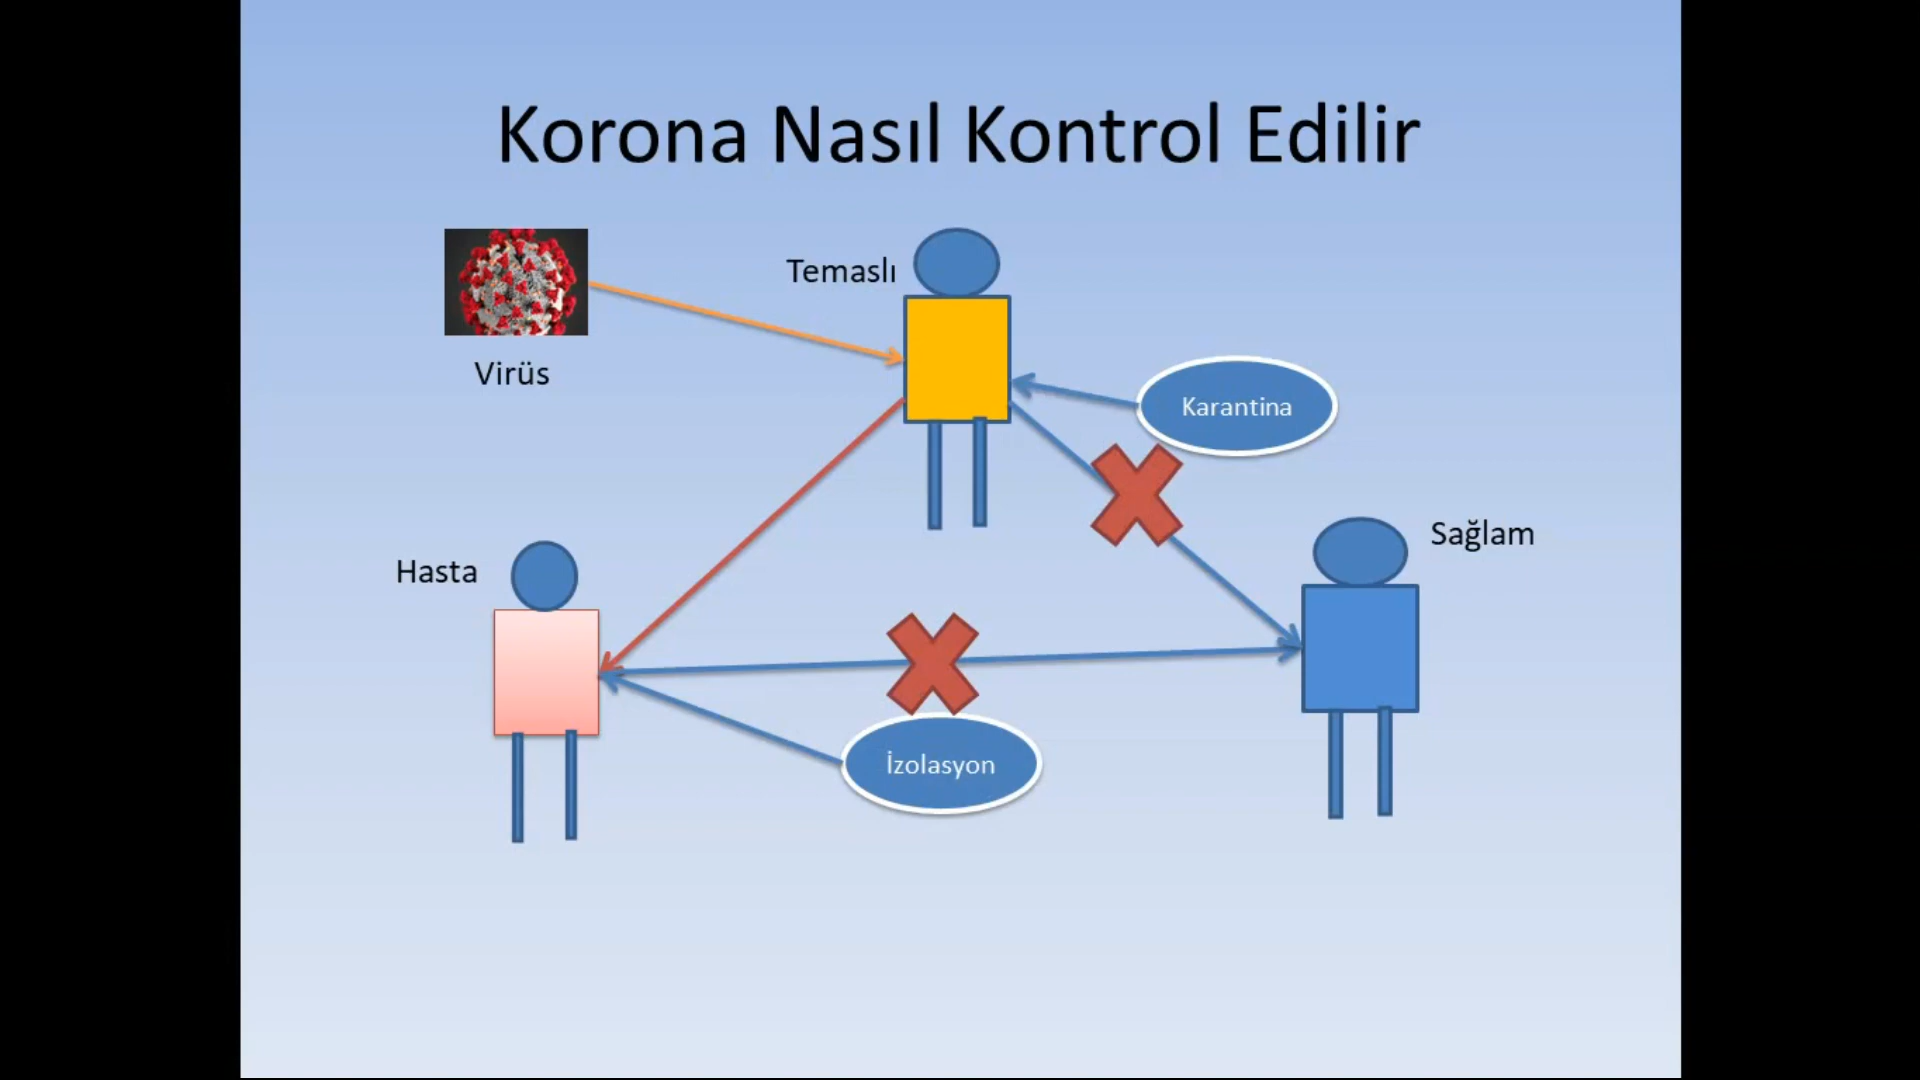 Korona Nasıl Kontrol Edilir
Temaslı
Virüs
Karantina
Sağlam
Hasta
İzolasyon